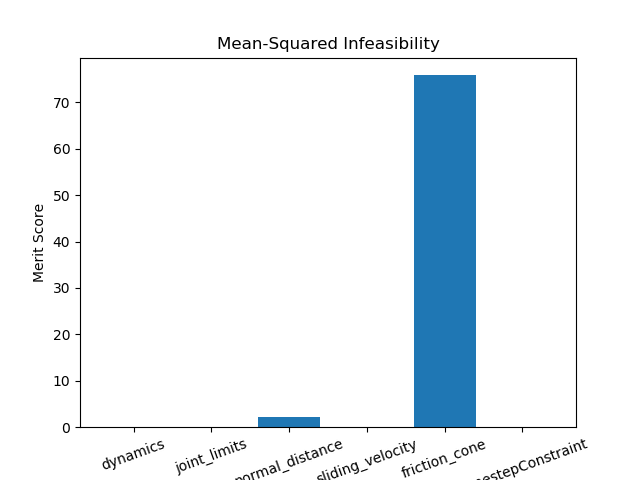 Mean-Squared Infeasibility
Merit Score
70
60
50
40
30
20
10
0
dynamics
joint_limits
normal_distance
sliding_velocity
friction_cone